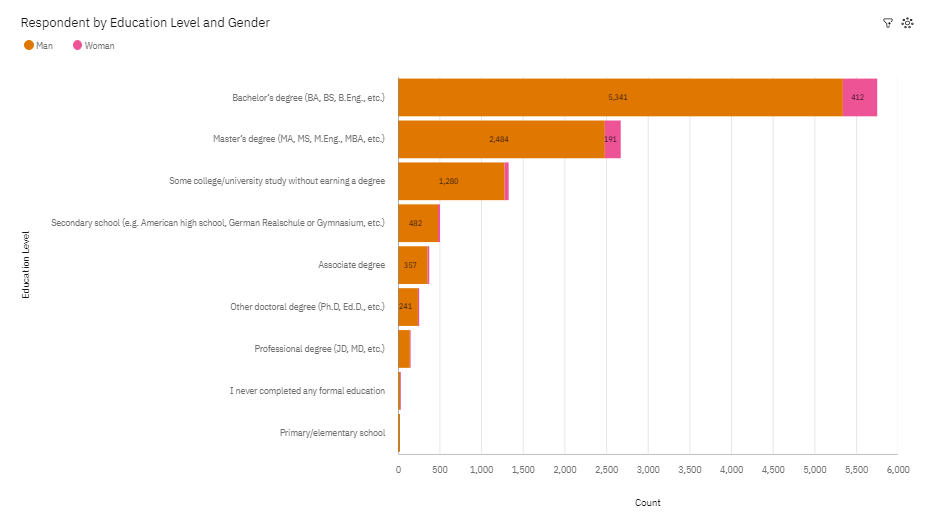 Respondent by Education Level and Gender
Man
Woman
Bachelor's degree (BA, BS, B.Eng., etc.)
5,341
412
Master's degree (MA, MS, M.Eng., MBA, etc.)
2,484
191
Some college/university study without earning a degree
1,280
Secondary school (e.g. American high school, German Realschule or Gymnasium, etc.)
482
Associate degree
357
Other doctoral degree (Ph.D, Ed.D., etc.)
241
Professional degree (JD, MD, etc.)
I never completed any formal education
Primary/elementary school
Education Level
0 500 1,000 1,500 2,000 2,500 3,000 3,500 4,000 4,500 5,000 5,500 6,000
Count